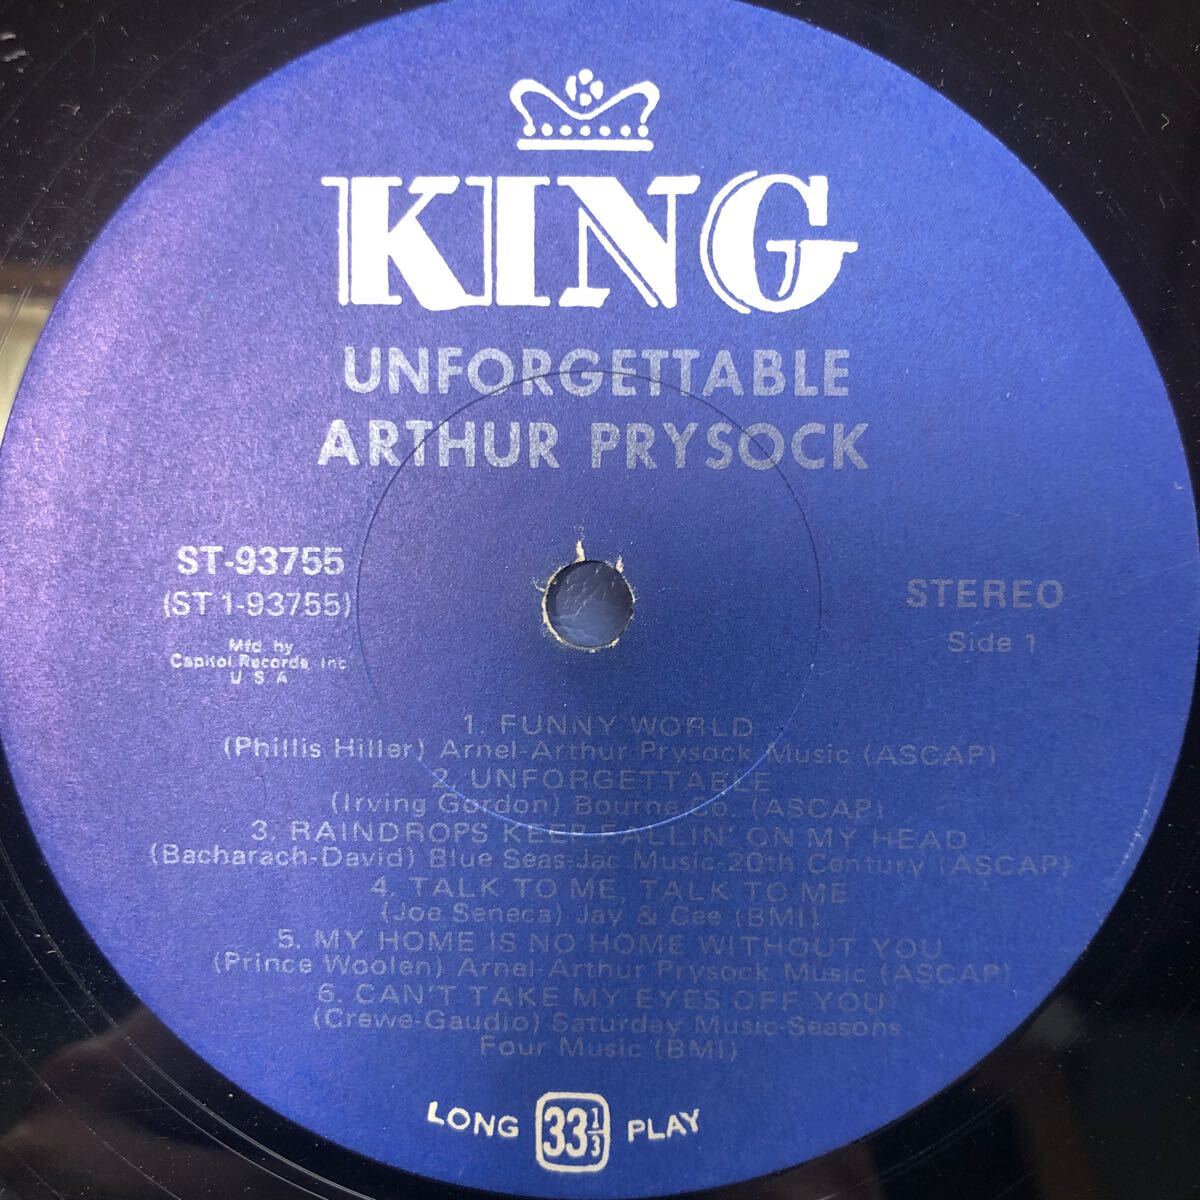 K
KING
UNFORGETTABLE
ARTHUR PRYSOCK
ST-93755
(ST 1-93755)
Mfd. by
Capitol Records, Inc.
U S A
STEREO
Side 1
1. FUNNY WORLD
(Phillis Hiller) Arnel-Arthur Prysock Music (ASCAP)
2. UNFORGETTABLE
(Irving Gordon) Bourne Co. (ASCAP)
3. RAINDROPS KEEP FALLIN' ON MY HEAD
(Bacharach-David) Blue Seas-Jac Music-20th Century (ASCAP)
4. TALK TO ME, TALK TO ME
(Joe Seneca) Jay & Cee (BMI)
5. MY HOME IS NO HOME WITHOUT YOU
(Prince Woolen) Arnel-Arthur Prysock Music (ASCAP)
6. CAN'T TAKE MY EYES OFF YOU
(Crewe-Gaudio) Saturday Music-Seasons
Four Music (BMI)
LONG 33 1/3 PLAY